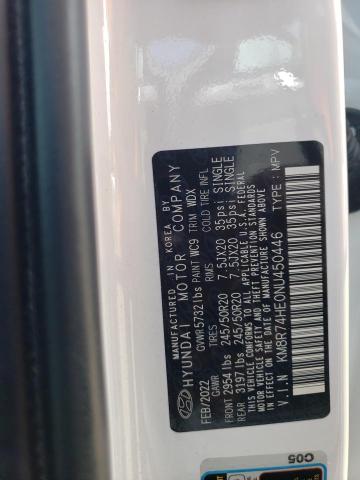 MANUFACTURED IN KOREA BY
HYUNDAI MOTOR COMPANY
FEB/2022 GVWR 5732 lbs PAINT WC9 TRIM WDX
GAWR TIRES RIMS COLD TIRE INFL
FRONT 2954 lbs 245/50R20 7.5JX20 35psi SINGLE
REAR 3197 lbs 245/50R20 7.5JX20 35psi SINGLE
THIS VEHICLE CONFORMS TO ALL APPLICABLE U.S.A. FEDERAL
MOTOR VEHICLE SAFETY AND THEFT PREVENTION STANDARDS
IN EFFECT ON THE DATE OF MANUFACTURE SHOWN ABOVE.
V.I.N : KM8R74HE0NU450446 TYPE : MPV
C05